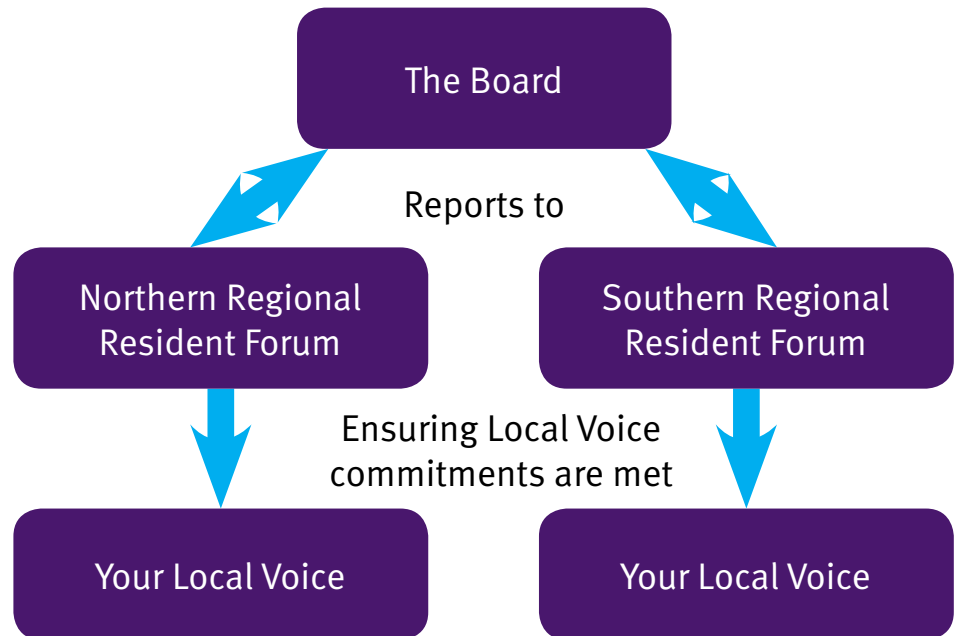 The Board
Reports to
Northern Regional
Resident Forum
Southern Regional
Resident Forum
Ensuring Local Voice
commitments are met
Your Local Voice
Your Local Voice